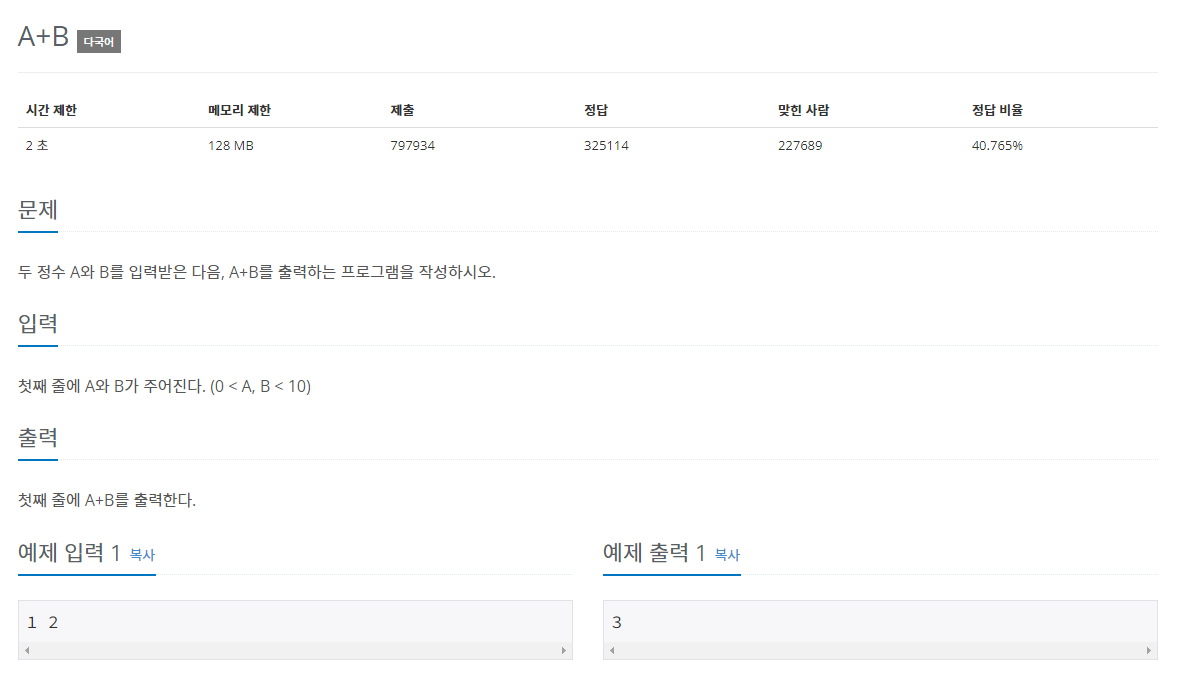 A+B 다국어
시간 제한 메모리 제한 제출 정답 맞힌 사람 정답 비율
2 초 128 MB 797934 325114 227689 40.765%
문제
두 정수 A와 B를 입력받은 다음, A+B를 출력하는 프로그램을 작성하시오.
입력
첫째 줄에 A와 B가 주어진다. (0 < A, B < 10)
출력
첫째 줄에 A+B를 출력한다.
예제 입력 1 복사
1 2
예제 출력 1 복사
3